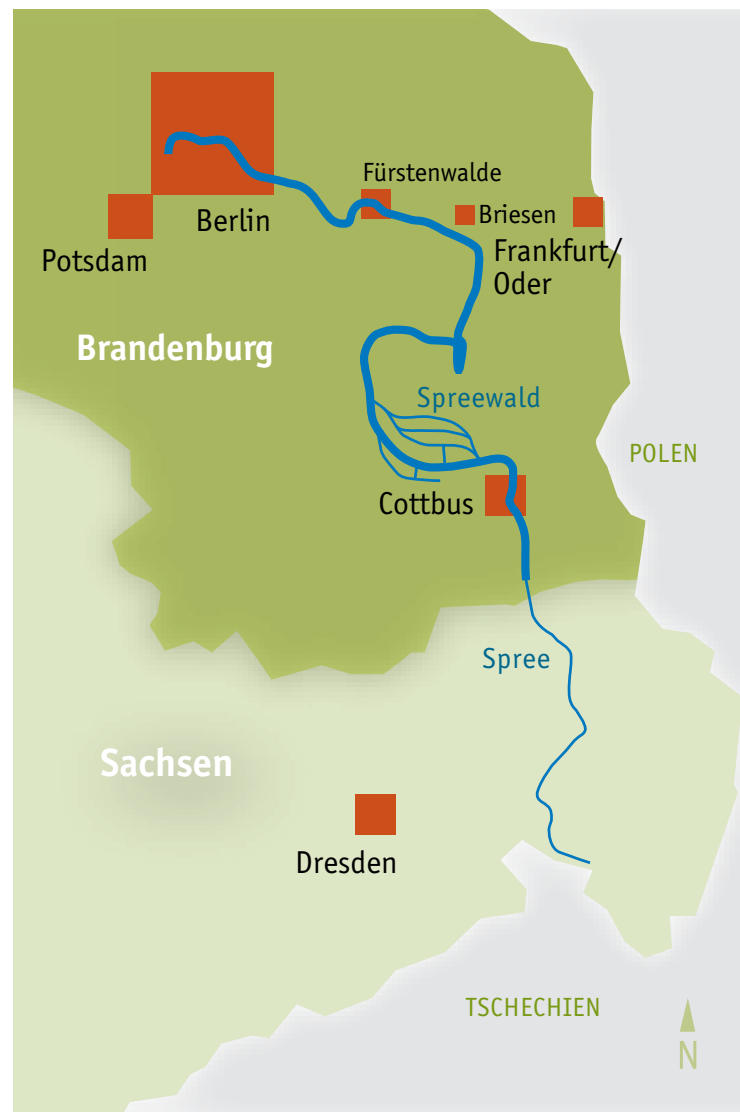 Fürstenwalde
Berlin
Briesen
Potsdam
Frankfurt/
Oder
Brandenburg
Spreewald
POLEN
Cottbus
Spree
Sachsen
Dresden
TSCHECHIEN
N